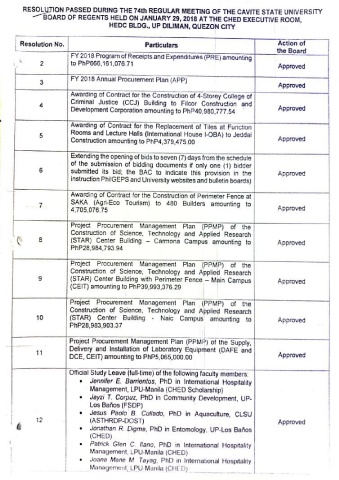 RESOLUTION PASSED DURING THE 74th REGULAR MEETING OF THE CAVITE STATE UNIVERSITY
BOARD OF REGENTS HELD ON JANUARY 29, 2018 AT THE CHED EXECUTIVE ROOM,
HEDC BLDG., UP DILIMAN, QUEZON CITY
Resolution No.
Particulars
Action of
the Board
2
FY 2018 Program of Receipts and Expenditures (PRE) amounting
to PhP660,161,076.71
Approved
3
FY 2018 Annual Procurement Plan (APP)
Approved
4
Awarding of Contract for the Construction of 4-Storey College of
Criminal Justice (CCJ) Building to Filcor Construction and
Development Corporation amounting to PhP40,980,777.54
Approved
5
Awarding of Contract for the Replacement of Tiles at Function
Rooms and Lecture Halls (International House I-OBA) to Jeddai
Construction amounting to PhP4,379,475.00
Approved
6
Extending the opening of bids to seven (7) days from the schedule
of the submission of bidding documents if only one (1) bidder
submitted its bid; the BAC to indicate this provision in the
instruction PhilGEPS and University websites and bulletin boards)
Approved
7
Awarding of Contract for the Construction of Perimeter Fence at
SAKA (Agri-Eco Tourism) to 480 Builders amounting to
4,705,076.75
Approved
8
Project Procurement Management Plan (PPMP) of the
Construction of Science, Technology and Applied Research
(STAR) Center Building – Carmona Campus amounting to
PhP28,984,793.94
Approved
9
Project Procurement Management Plan (PPMP) of the
Construction of Science, Technology and Applied Research
(STAR) Center Building with Perimeter Fence – Main Campus
(CEIT) amounting to PhP39,993,376.29
Approved
10
Project Procurement Management Plan (PPMP) of the
Construction of Science, Technology and Applied Research
(STAR) Center Building - Naic Campus amounting to
PhP28,983,903.37
Approved
11
Project Procurement Management Plan (PPMP) of the Supply,
Delivery and Installation of Laboratory Equipment (DAFE and
DCE, CEIT) amounting to PhP5,065,000.00
Approved
12
Official Study Leave (full-time) of the following faculty members:
• Jennifer E. Barrientos, PhD in International Hospitality
Management, LPU-Manila (CHED Scholarship)
• Jayzi T. Corpuz, PhD in Community Development, UP-
Los Baños (FSDP)
• Jesus Paolo B. PhD in Aquaculture, CLSU
(ASTHRDP-DOST)
• Jonathan R. Digma, PhD in Entomology, UP-Los Baños
(CHED)
• Patrick Glen C. Ilano, PhD in International Hospitality
Management, LPU-Manila (CHED)
• Joana Marie M. Tayag, PhD in International Hospitality
Management, LPU-Manila (CHED)
Approved